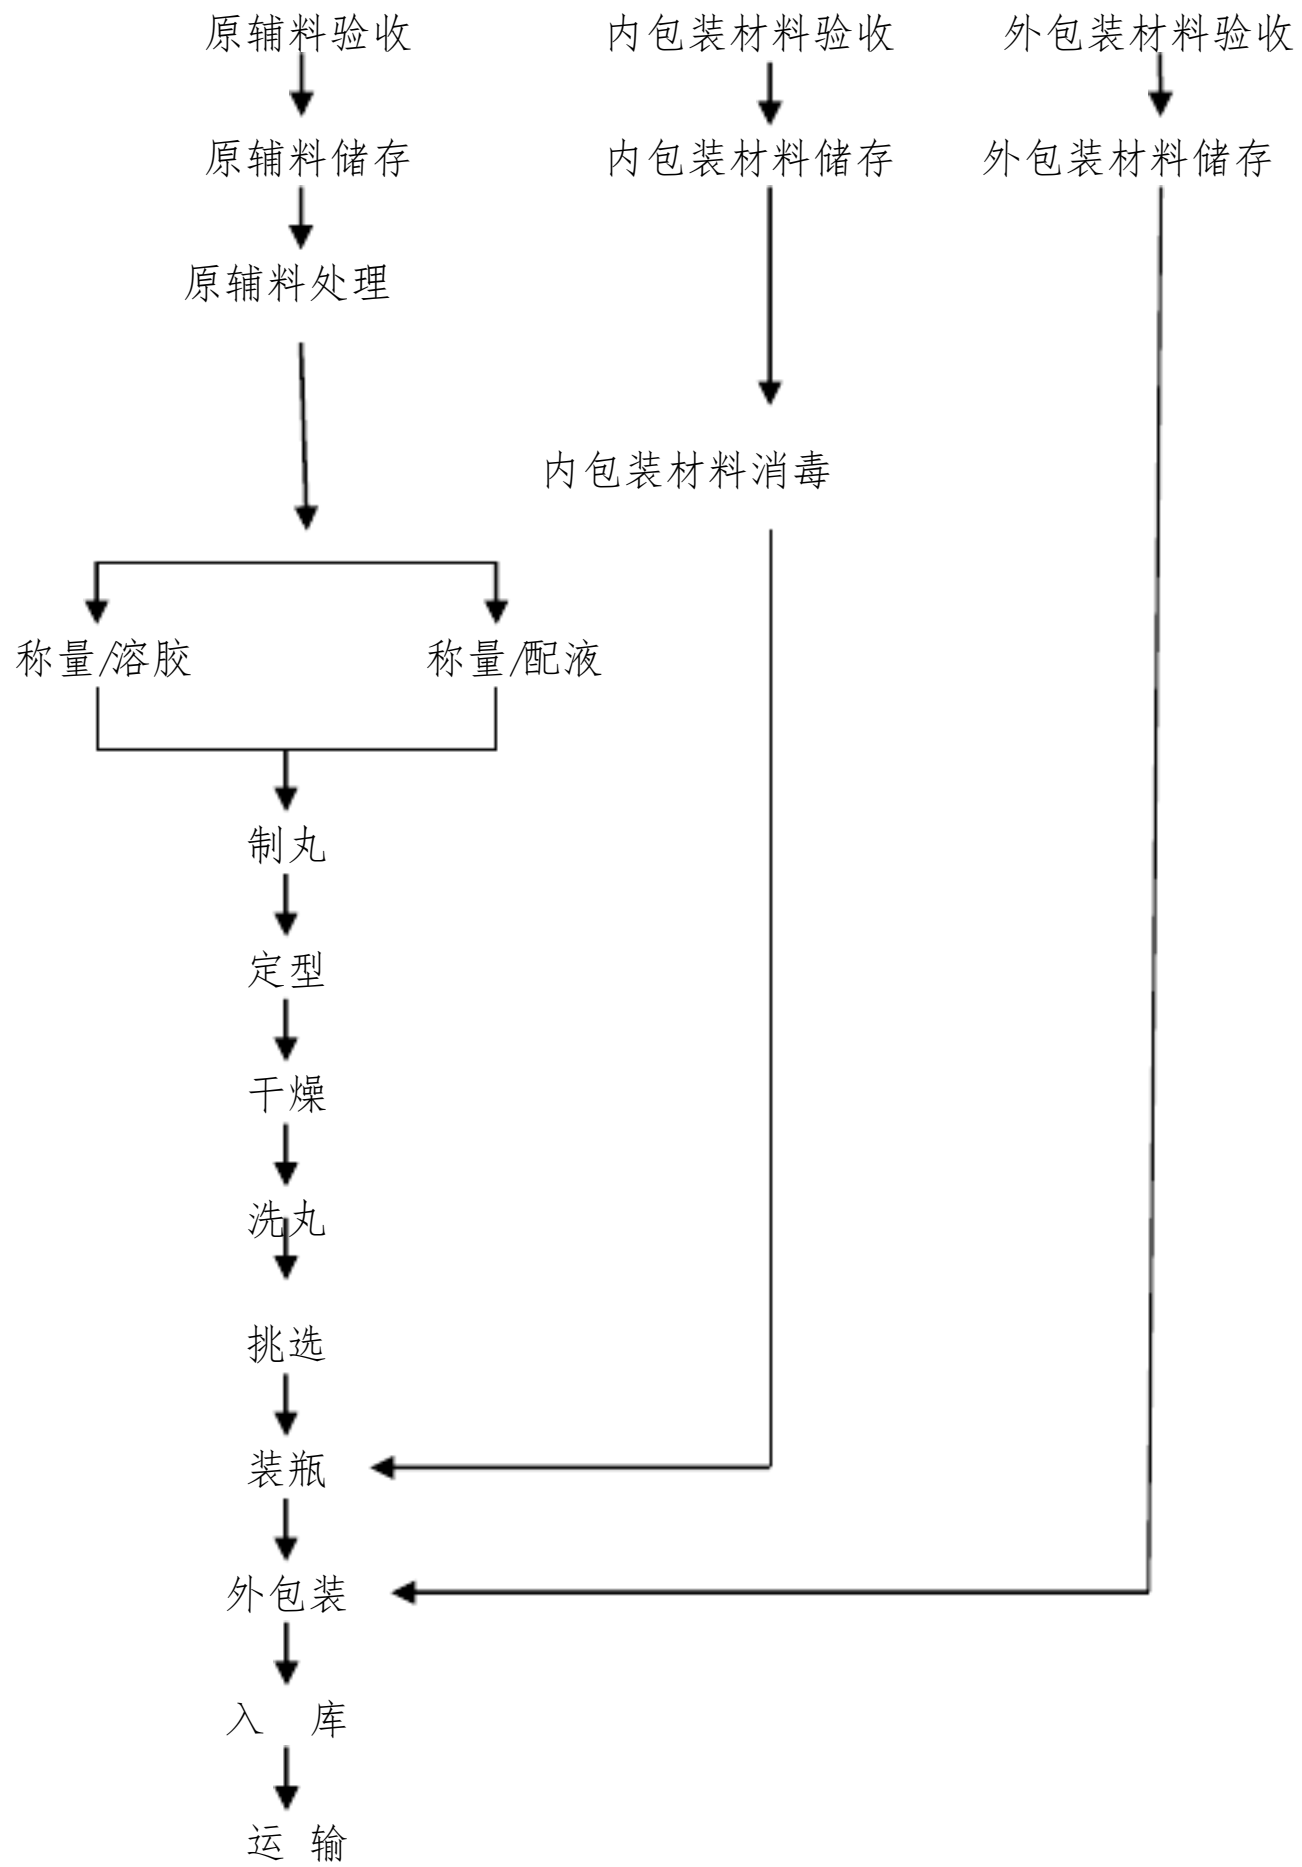 原辅料验收 内包装材料验收 外包装材料验收
原辅料储存 内包装材料储存 外包装材料储存
原辅料处理
内包装材料消毒
称量/溶胶 称量/配液
制丸
定型
干燥
洗丸
挑选
装瓶
外包装
入 库
运 输